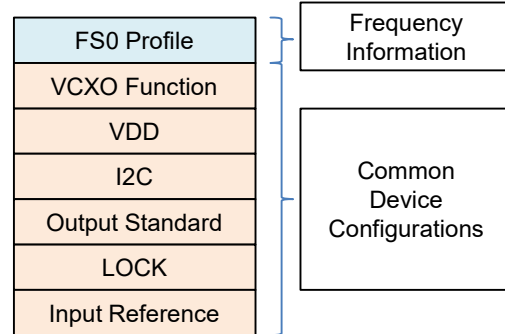 FS0 Profile
VCXO Function
VDD
I2C
Output Standard
LOCK
Input Reference
Frequency
Information
Common
Device
Configurations